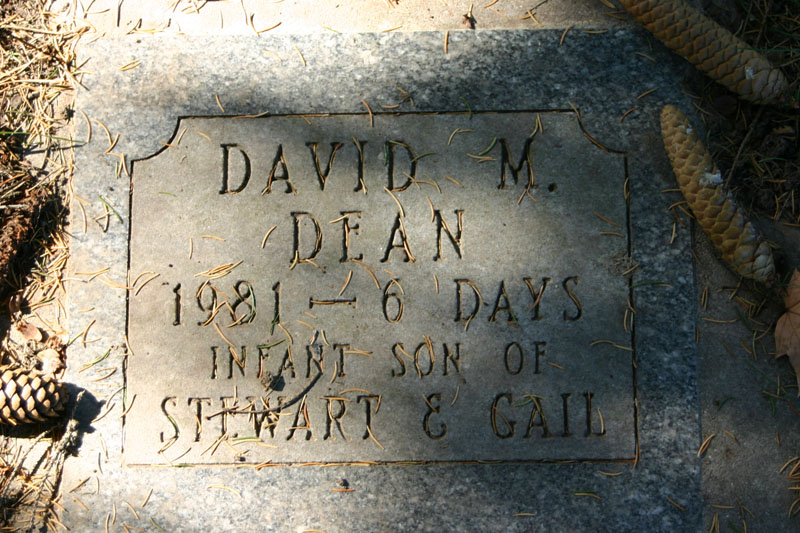 DAVID M.
DEAN
1981 — 6 DAYS
INFANT SON OF
STEWART & GAIL